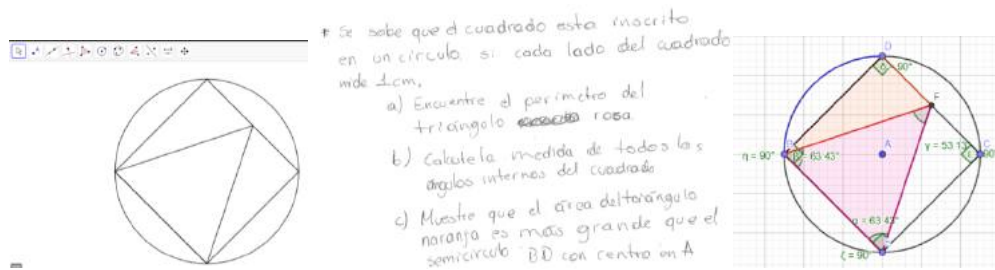 * Se sabe que el cuadrado esta inscrito
en un circulo si cada lado del cuadrado
mide 1cm,
a) Encuentre el perimetro del
triángulo rosa.
b) Calcule la medida de todos los
ángulos internos del cuadrado
c) Muestre que el área del triángulo
naranja es más grande que el
semicirculo BD con centro en A
D
90°
F
B
A
C
η = 90°
β = 63.43°
γ = 53.13°
90°
α = 63.43°
ζ = 90°